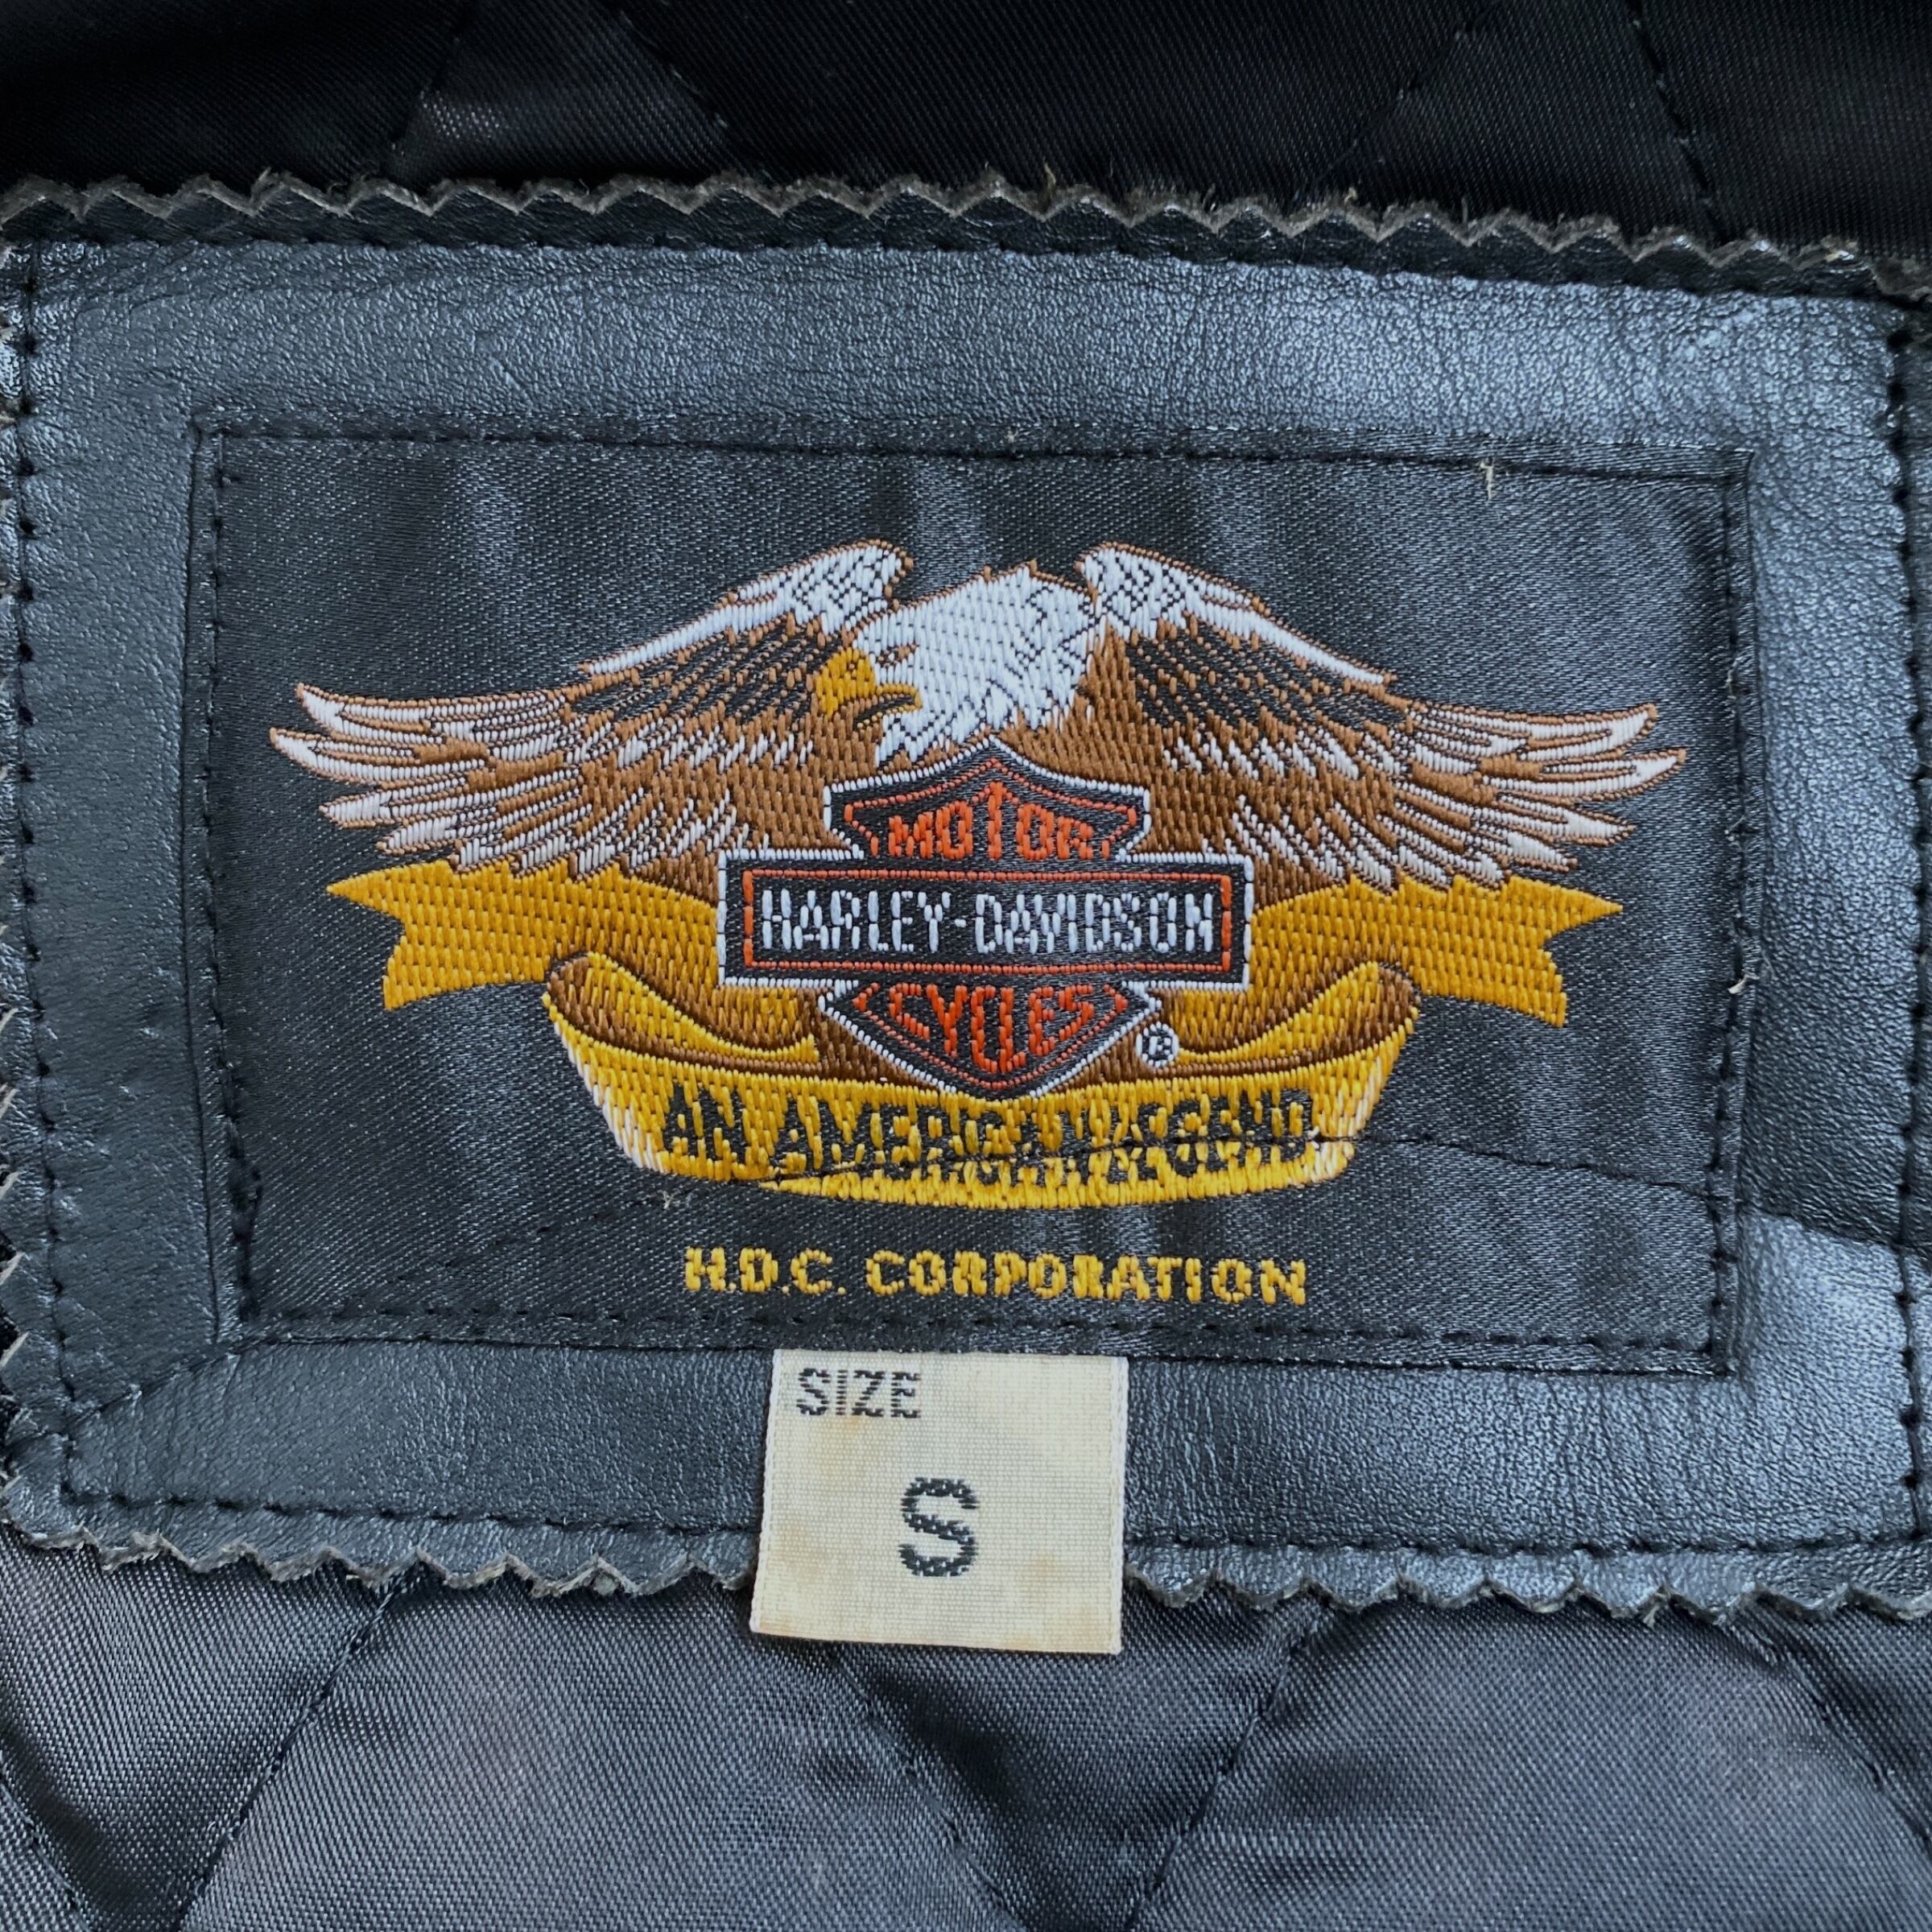 MOTOR
HARLEY-DAVIDSON
CYCLES
®
AN AMERICAN LEGEND
H.D.C. CORPORATION
SIZE
S